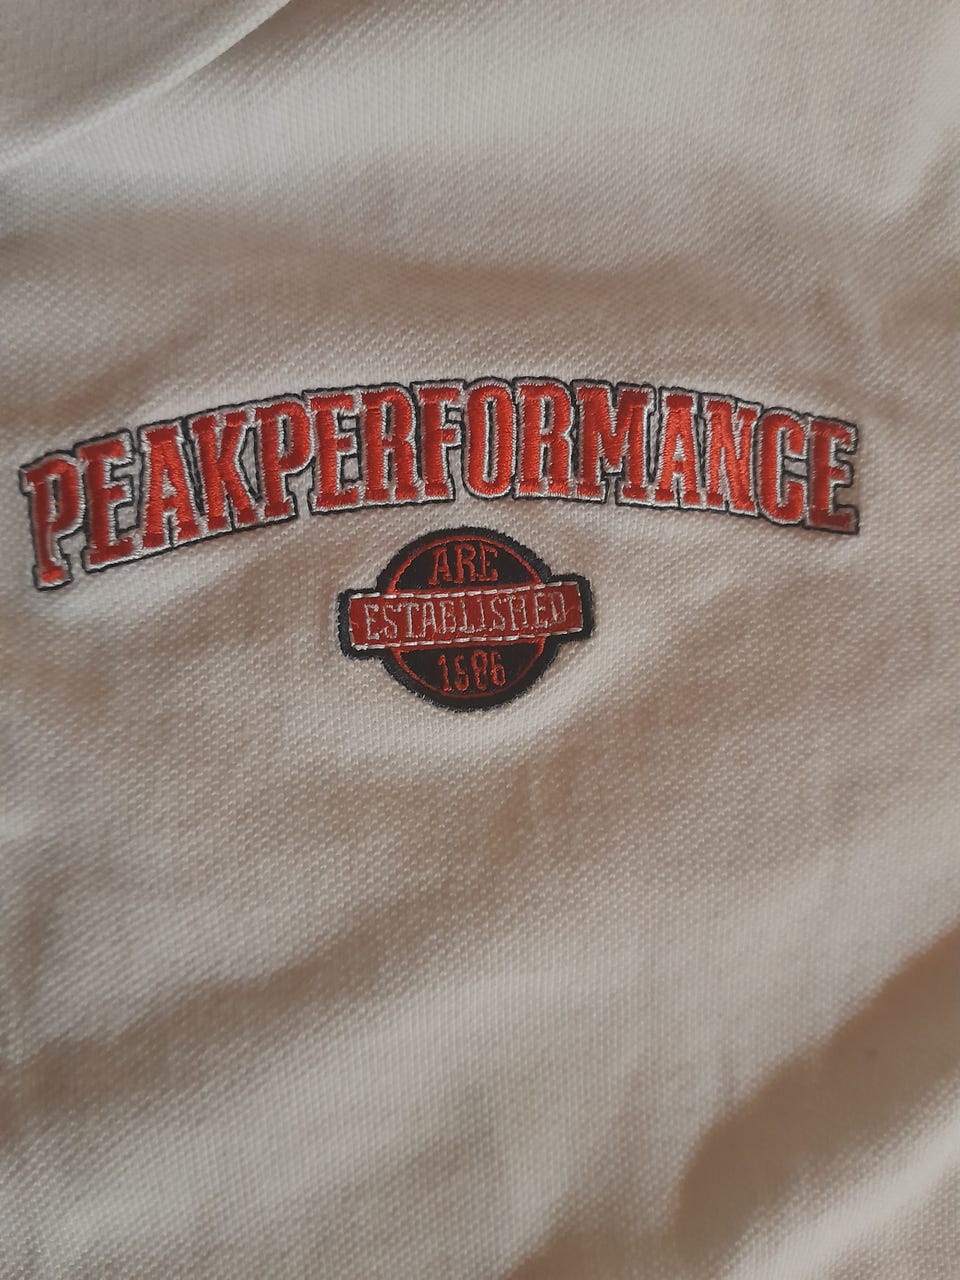 PEAKPERFORMANCE
ARE
ESTABLISHED
1986